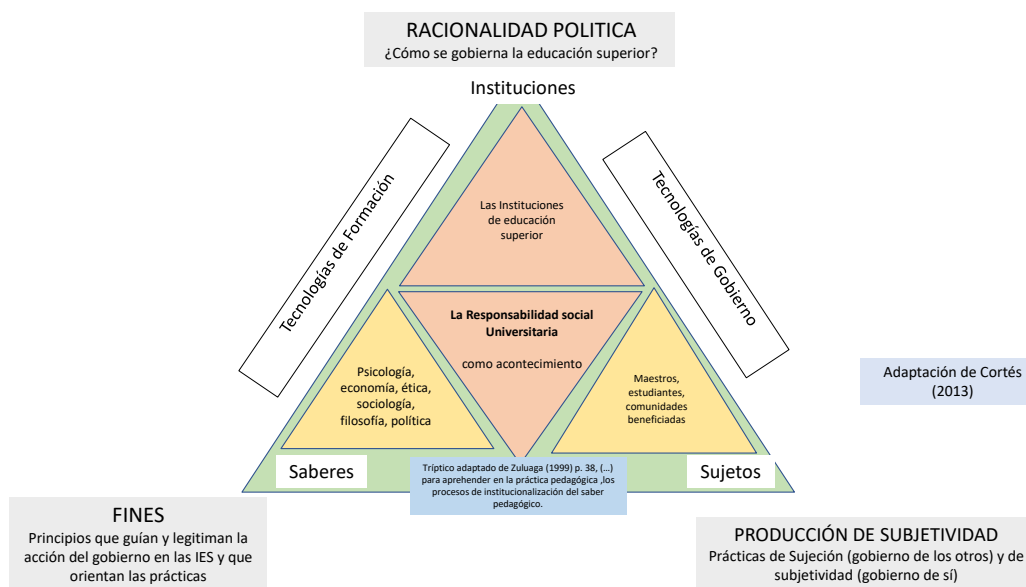 RACIONALIDAD POLITICA
¿Cómo se gobierna la educación superior?
Instituciones
Tecnologías de Formación
Tecnologías de Gobierno
Las Instituciones
de educación
superior
La Responsabilidad social
Universitaria
como acontecimiento
Psicología,
economía, ética,
sociología,
filosofía, política
Maestros,
estudiantes,
comunidades
beneficiadas
Adaptación de Cortés
(2013)
Saberes
Tríptico adaptado de Zuluaga (1999) p. 38, (...)
para aprehender en la práctica pedagógica ,los
procesos de institucionalización del saber
pedagógico.
Sujetos
FINES
Principios que guían y legitiman la
acción del gobierno en las IES y que
orientan las prácticas
PRODUCCIÓN DE SUBJETIVIDAD
Prácticas de Sujeción (gobierno de los otros) y de
subjetividad (gobierno de sí)